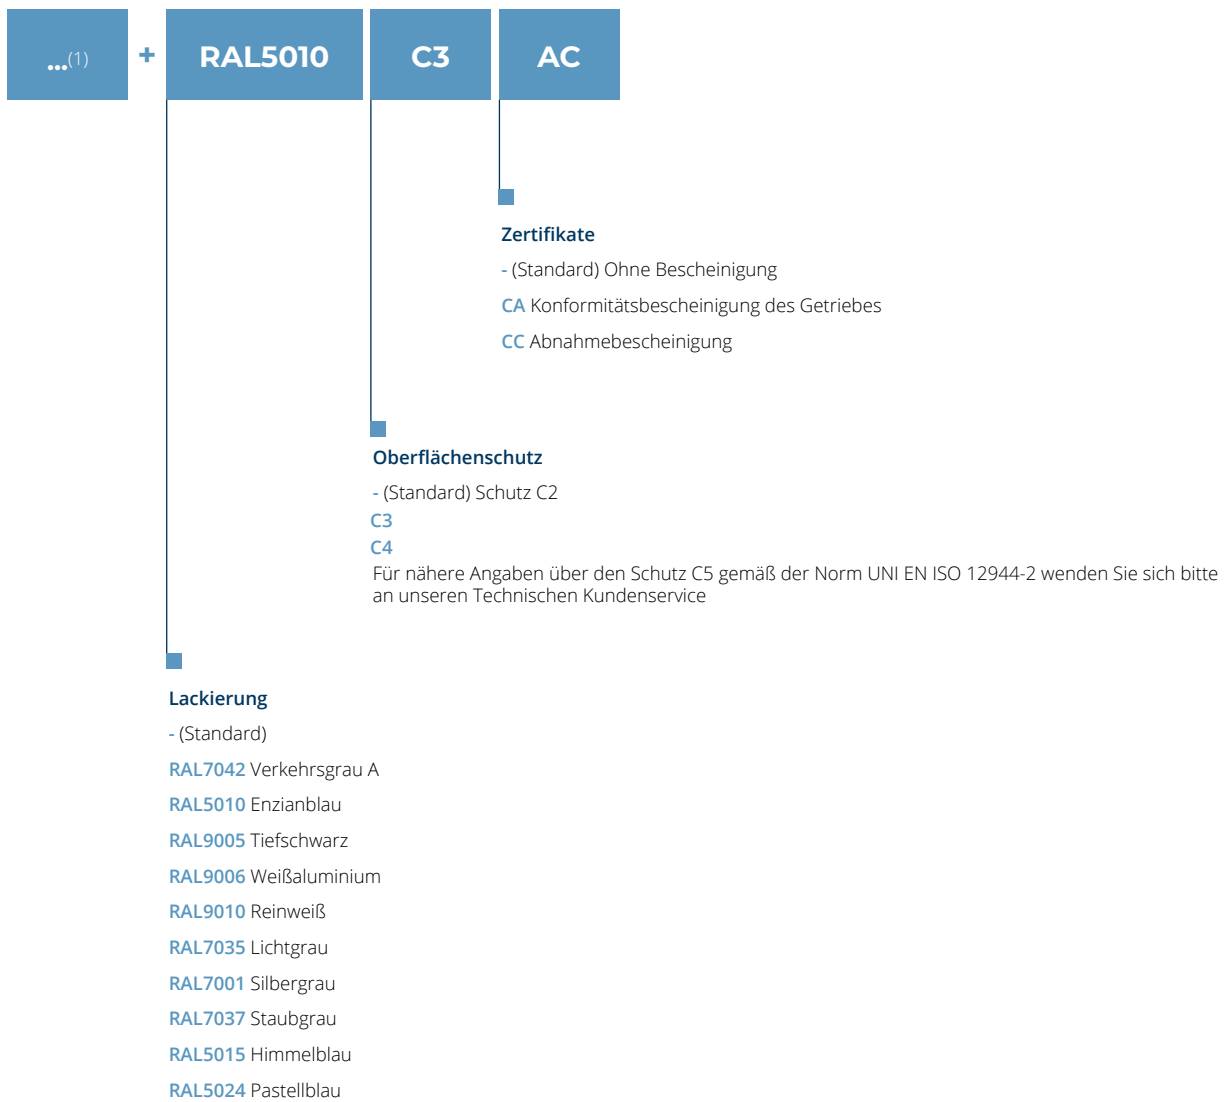 ...(1) + RAL5010 C3 AC
Zertifikate
- (Standard) Ohne Bescheinigung
CA Konformitätsbescheinigung des Getriebes
CC Abnahmebescheinigung
Oberflächenschutz
- (Standard) Schutz C2
C3
C4
Für nähere Angaben über den Schutz C5 gemäß der Norm UNI EN ISO 12944-2 wenden Sie sich bitte
an unseren Technischen Kundenservice
Lackierung
- (Standard)
RAL7042 Verkehrsgrau A
RAL5010 Enzianblau
RAL9005 Tiefschwarz
RAL9006 Weißaluminium
RAL9010 Reinweiß
RAL7035 Lichtgrau
RAL7001 Silbergrau
RAL7037 Staubgrau
RAL5015 Himmelblau
RAL5024 Pastellblau